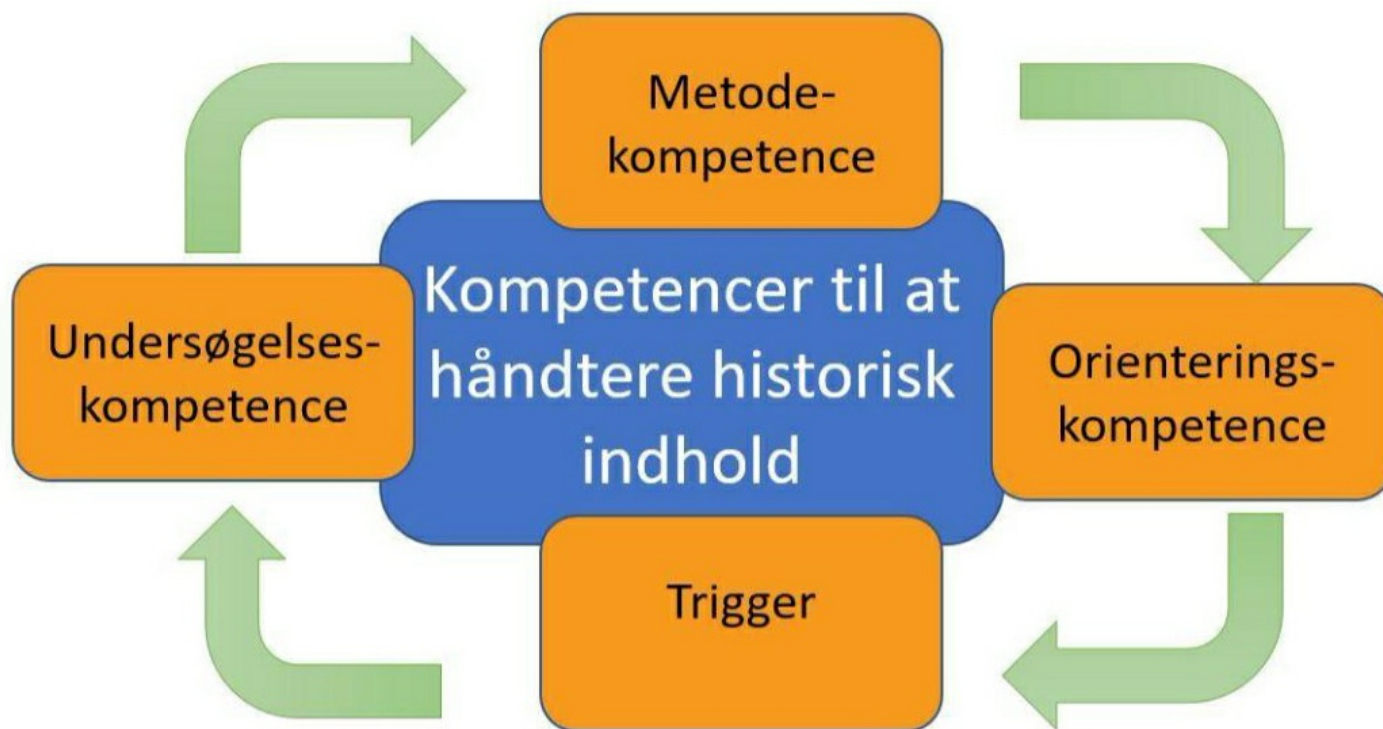 Metode-
kompetence
Kompetencer til at
håndtere historisk
indhold
Undersøgelses-
kompetence
Orienterings-
kompetence
Trigger